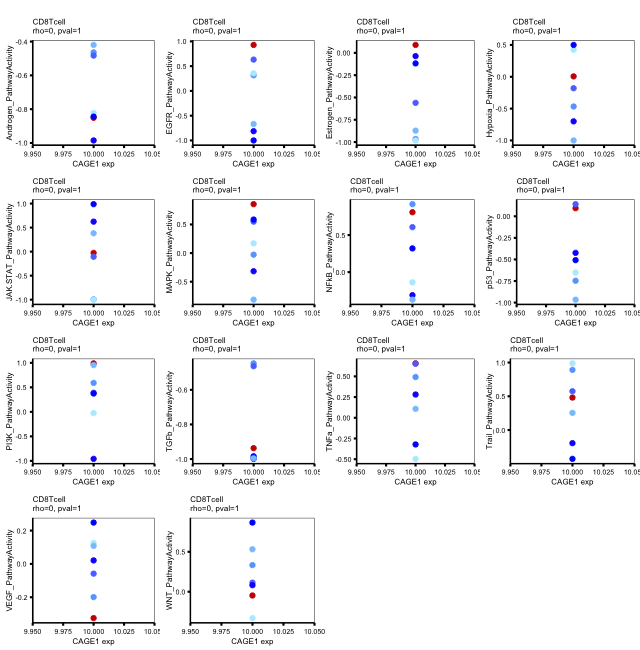 CD8Tcell
rho=0, pval=1
Androgen_PathwayActivity
-0.4
-0.6
-0.8
-1.0
9.950 9.975 10.000 10.025 10.05
CAGE1 exp
CD8Tcell
rho=0, pval=1
EGFR_PathwayActivity
1.0
0.5
0.0
-0.5
-1.0
9.950 9.975 10.000 10.025 10.05
CAGE1 exp
CD8Tcell
rho=0, pval=1
Estrogen_PathwayActivity
0.00
-0.25
-0.50
-0.75
-1.00
9.950 9.975 10.000 10.025 10.05
CAGE1 exp
CD8Tcell
rho=0, pval=1
Hypoxia_PathwayActivity
0.5
0.0
-0.5
-1.0
9.950 9.975 10.000 10.025 10.05
CAGE1 exp
CD8Tcell
rho=0, pval=1
JAK.STAT_PathwayActivity
1.0
0.5
0.0
-0.5
-1.0
9.950 9.975 10.000 10.025 10.05
CAGE1 exp
CD8Tcell
rho=0, pval=1
MAPK_PathwayActivity
0.5
0.0
-0.5
9.950 9.975 10.000 10.025 10.05
CAGE1 exp
CD8Tcell
rho=0, pval=1
NFkB_PathwayActivity
0.5
0.0
9.950 9.975 10.000 10.025 10.05
CAGE1 exp
CD8Tcell
rho=0, pval=1
p53_PathwayActivity
0.00
-0.25
-0.50
-0.75
-1.00
9.950 9.975 10.000 10.025 10.05
CAGE1 exp
CD8Tcell
rho=0, pval=1
PI3K_PathwayActivity
1.0
0.5
0.0
-0.5
-1.0
9.950 9.975 10.000 10.025 10.05
CAGE1 exp
CD8Tcell
rho=0, pval=1
TGFb_PathwayActivity
-0.6
-0.8
-1.0
9.950 9.975 10.000 10.025 10.05
CAGE1 exp
CD8Tcell
rho=0, pval=1
TNFa_PathwayActivity
0.50
0.25
0.00
-0.25
-0.50
9.950 9.975 10.000 10.025 10.05
CAGE1 exp
CD8Tcell
rho=0, pval=1
Trail_PathwayActivity
1.0
0.5
0.0
9.950 9.975 10.000 10.025 10.05
CAGE1 exp
CD8Tcell
rho=0, pval=1
VEGF_PathwayActivity
0.2
0.0
-0.2
9.950 9.975 10.000 10.025 10.05
CAGE1 exp
CD8Tcell
rho=0, pval=1
WNT_PathwayActivity
0.5
0.0
9.950 9.975 10.000 10.025 10.050
CAGE1 exp